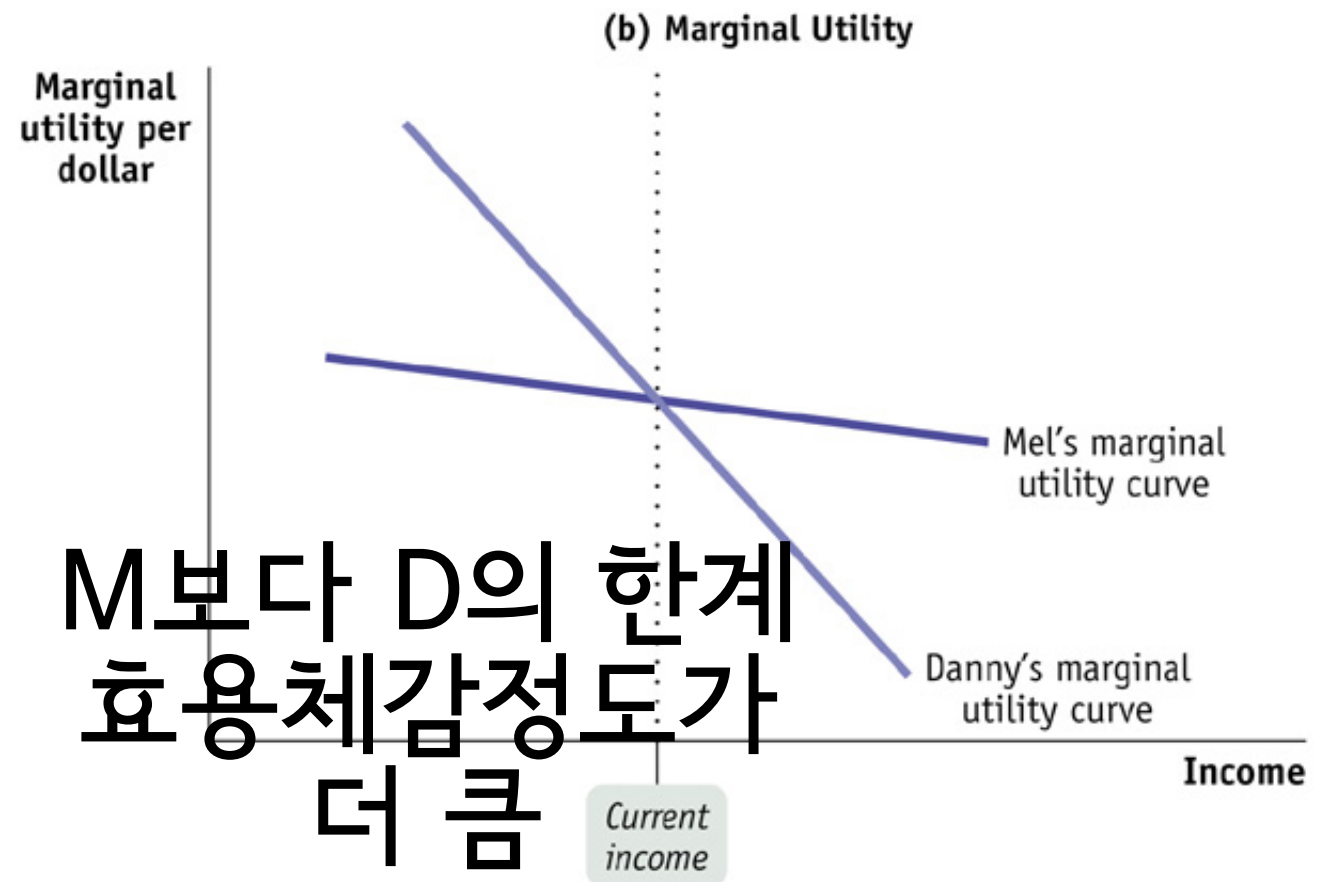 (b) Marginal Utility
Marginal
utility per
dollar
Mel's marginal
utility curve
M보다 D의 한계
효용체감정도가
더 큼
Danny's marginal
utility curve
Income
Current
income